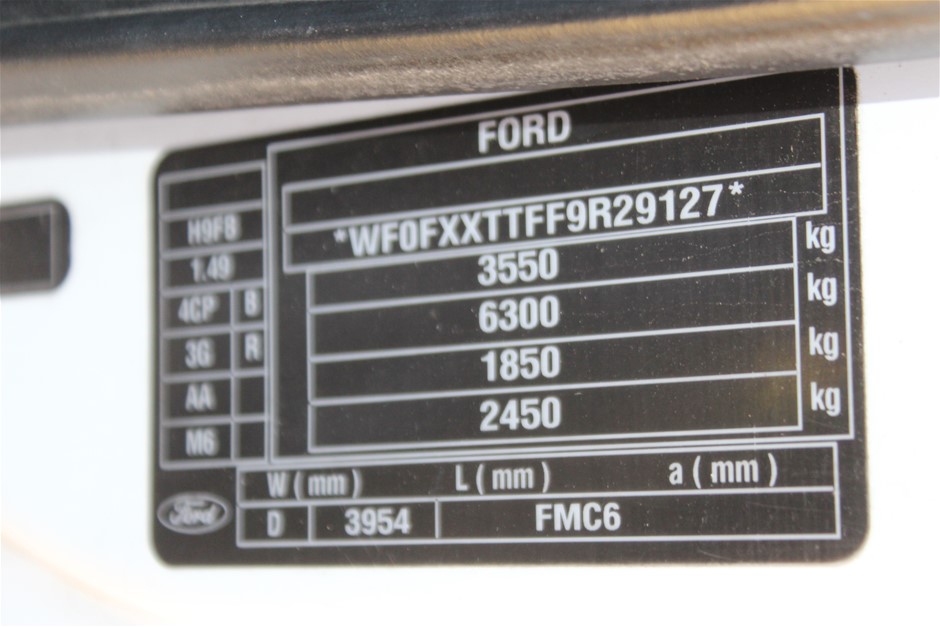 FORD
*WF0FXXTTFF9R29127*
3550 kg
6300 kg
1850 kg
2450 kg
H9FB
1.49
4CP B
3G R
AA
M6
W (mm) L (mm) a (mm)
Ford
D 3954 FMC6